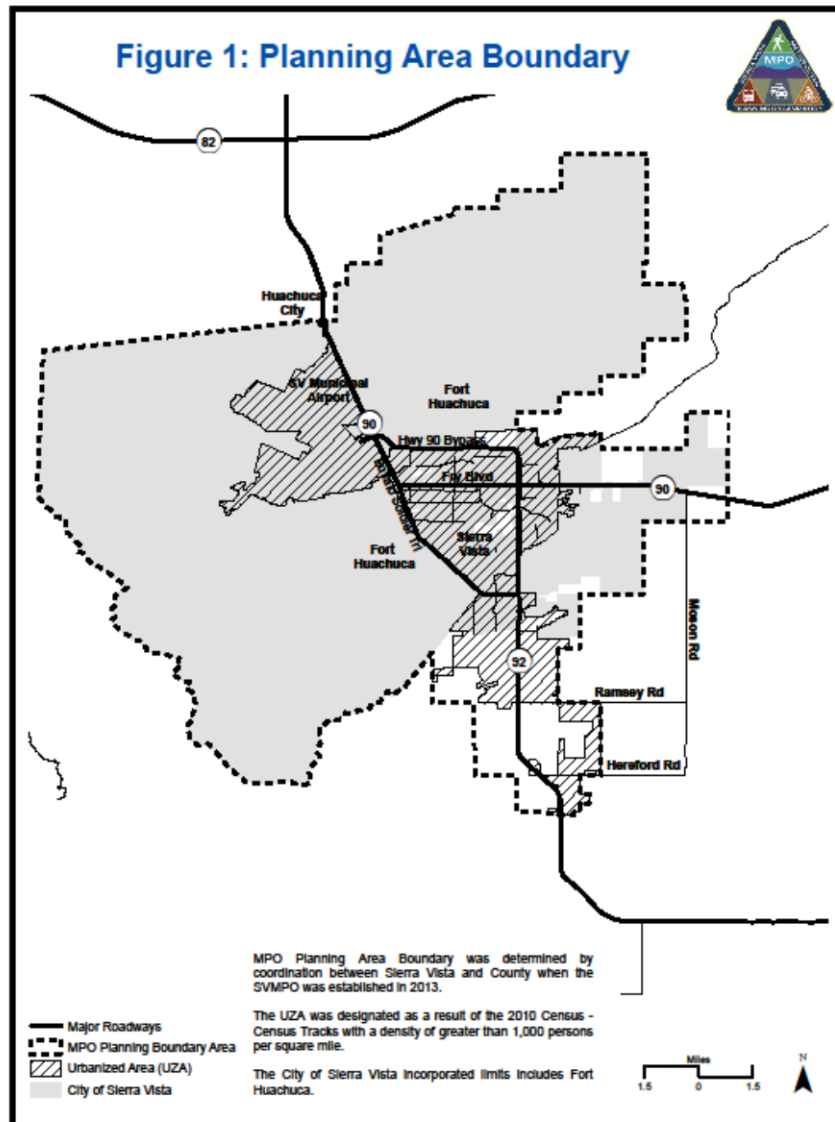 Figure 1: Planning Area Boundary
MPO
82
Huachuca
City
SV Municipal
Airport
Fort
Huachuca
90
Hwy 90 Bypass
Fry Blvd
90
Sierra
Vista
Fort
Huachuca
Moson Rd
92
Ramsey Rd
Hereford Rd
MPO Planning Area Boundary was determined by
coordination between Sierra Vista and County when the
SVMPO was established in 2013.
The UZA was designated as a result of the 2010 Census -
Census Tracks with a density of greater than 1,000 persons
per square mile.
The City of Sierra Vista incorporated limits includes Fort
Huachuca.
Major Roadways
MPO Planning Boundary Area
Urbanized Area (UZA)
City of Sierra Vista
Miles
1.5 0 1.5
N